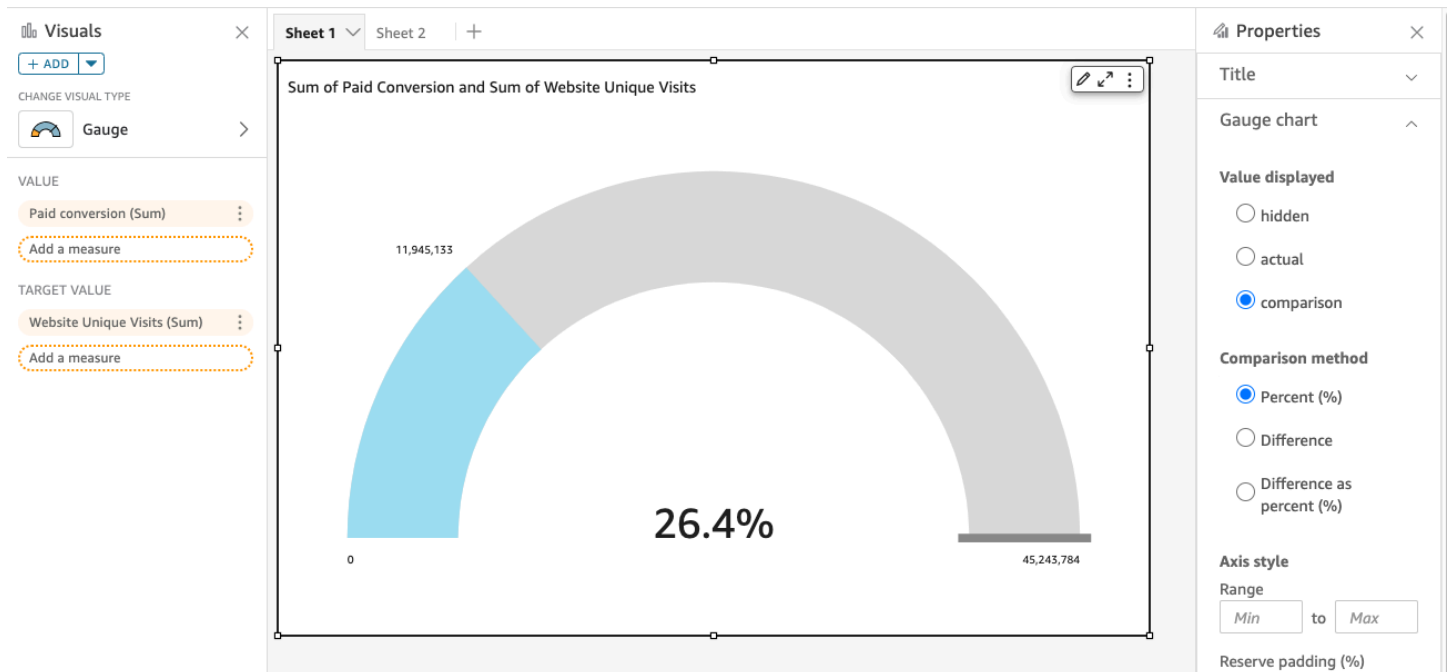 Visuals
+ ADD
CHANGE VISUAL TYPE
Gauge
VALUE
Paid conversion (Sum)
Add a measure
TARGET VALUE
Website Unique Visits (Sum)
Add a measure
Sheet 1
Sheet 2
Sum of Paid Conversion and Sum of Website Unique Visits
11,945,133
26.4%
0
45,243,784
Properties
Title
Gauge chart
Value displayed
hidden
actual
comparison
Comparison method
Percent (%)
Difference
Difference as
percent (%)
Axis style
Range
Min to Max
Reserve padding (%)